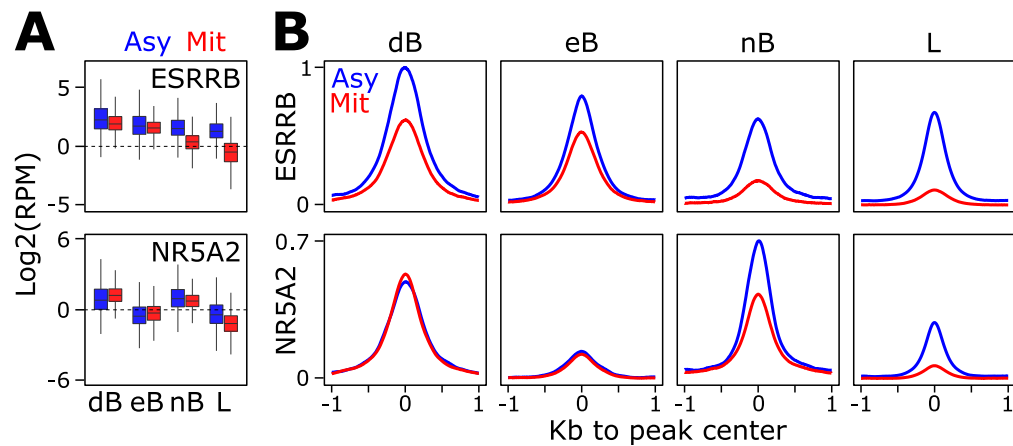 A
Asy Mit
ESRRB
5
0
-5
NR5A2
6
0
-6
Log2(RPM)
dB eB nB L
B
dB eB nB L
Asy
Mit
1
ESRRB
0
0.7
NR5A2
0
-1 0 1 -1 0 1 -1 0 1 -1 0 1
Kb to peak center